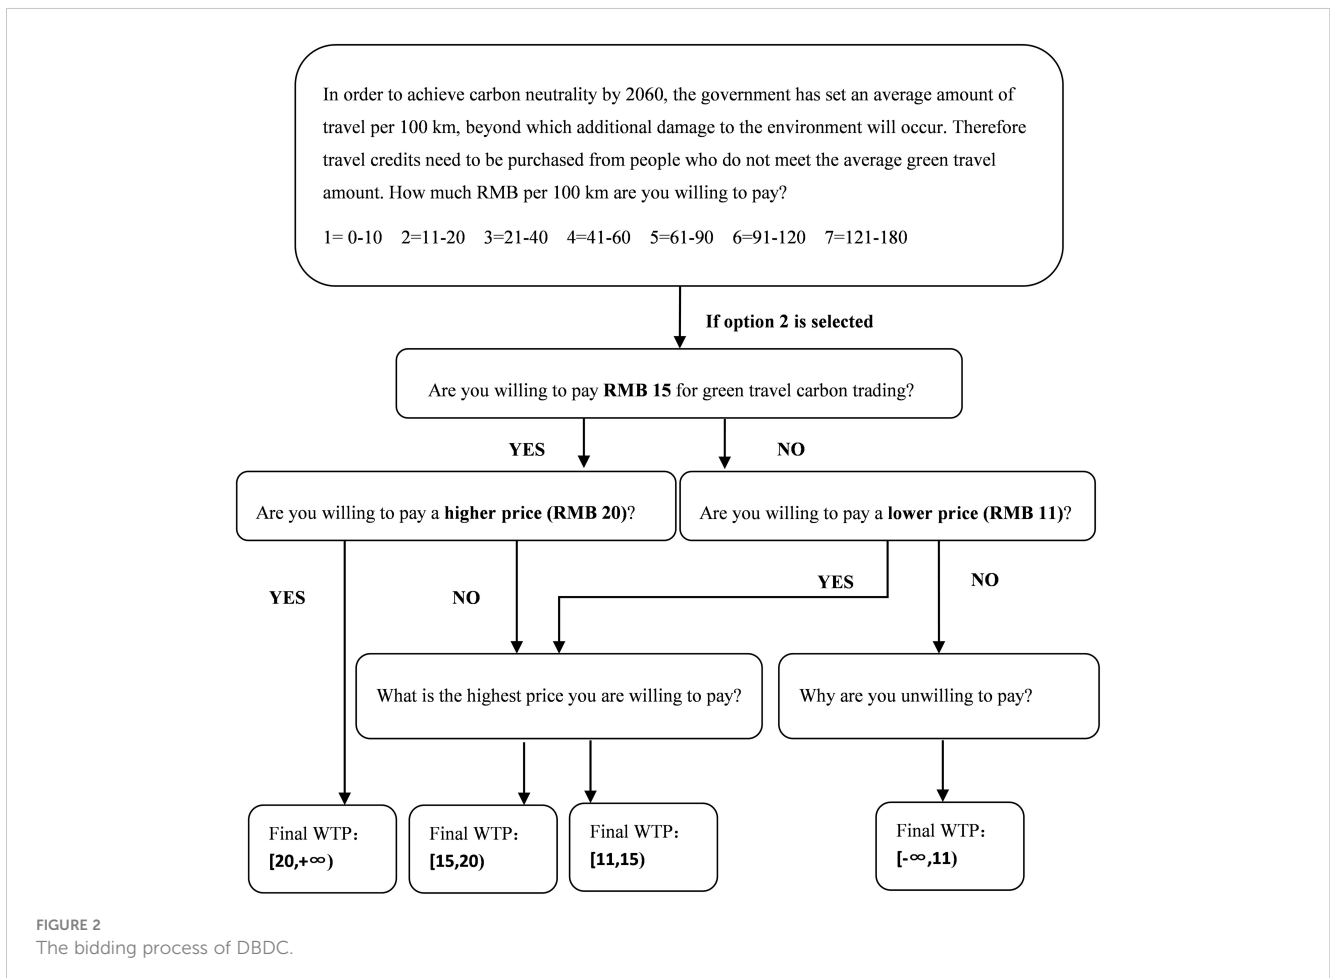 In order to achieve carbon neutrality by 2060, the government has set an average amount of
travel per 100 km, beyond which additional damage to the environment will occur. Therefore
travel credits need to be purchased from people who do not meet the average green travel
amount. How much RMB per 100 km are you willing to pay?
1= 0-10 2=11-20 3=21-40 4=41-60 5=61-90 6=91-120 7=121-180
If option 2 is selected
Are you willing to pay RMB 15 for green travel carbon trading?
YES
NO
Are you willing to pay a higher price (RMB 20)?
Are you willing to pay a lower price (RMB 11)?
YES
NO
YES
NO
What is the highest price you are willing to pay?
Why are you unwilling to pay?
Final WTP:
[20,+∞)
Final WTP:
[15,20)
Final WTP:
[11,15)
Final WTP:
[-∞,11)
FIGURE 2
The bidding process of DBDC.